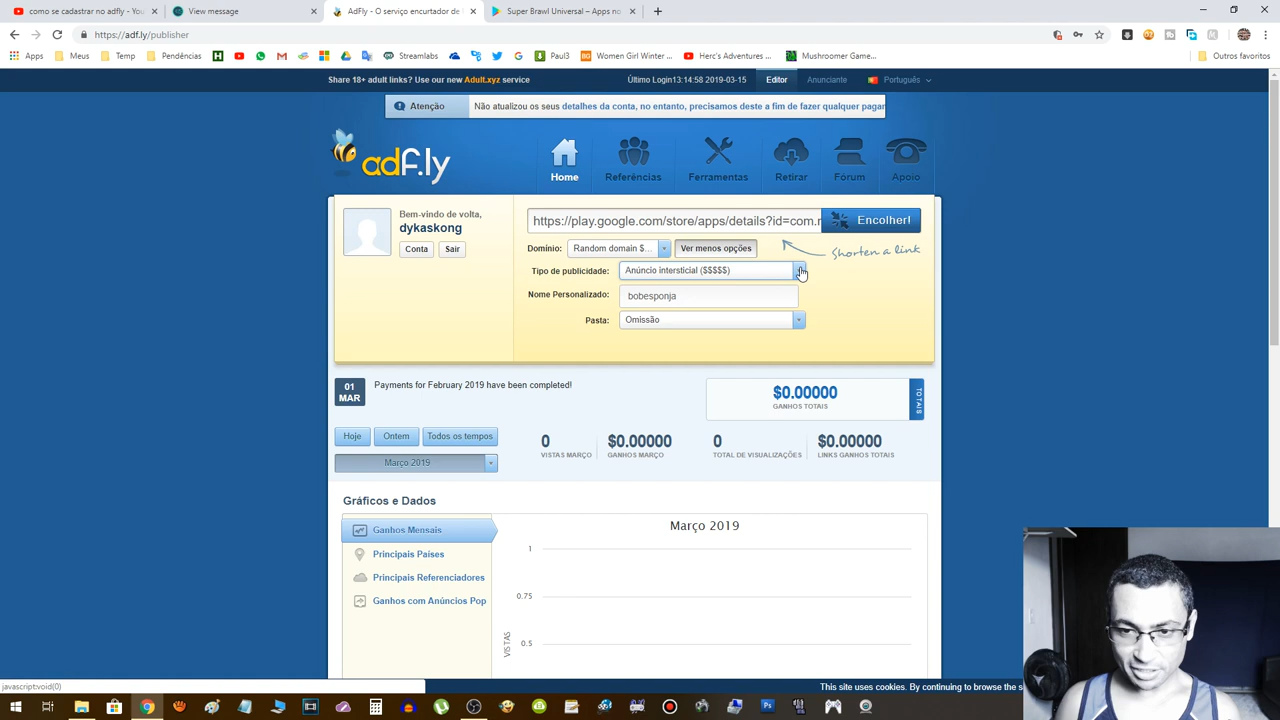 como se cadastrar no adfly - You
View message
AdFly - O serviço encurtador de
Super Brawl Universal – Apps no
https://adf.ly/publisher
Apps
Meus
Temp
Pendências
Streamlabs
Paul3
Women Girl Winter ...
Herc's Adventures ...
Mushroomer Game...
Outros favoritos
Share 18+ adult links? Use our new Adult.xyz service
Último Login13:14:58 2019-03-15
Editor
Anunciante
Português
Atenção
Não atualizou os seus detalhes da conta, no entanto, precisamos deste a fim de fazer qualquer pagar
adf.ly
Home
Referências
Ferramentas
Retirar
Fórum
Apoio
Bem-vindo de volta,
dykaskong
Conta
Sair
https://play.google.com/store/apps/details?id=com.r
Encolher!
Domínio:
Random domain $...
Ver menos opções
Shorten a link
Tipo de publicidade:
Anúncio intersticial ($$$$$)
Nome Personalizado:
bobesponja
Pasta:
Omissão
01
MAR
Payments for February 2019 have been completed!
$0.00000
GANHOS TOTAIS
TOTAIS
Hoje
Ontem
Todos os tempos
Março 2019
0
VISTAS MARÇO
$0.00000
GANHOS MARÇO
0
TOTAL DE VISUALIZAÇÕES
$0.00000
LINKS GANHOS TOTAIS
Gráficos e Dados
Ganhos Mensais
Principais Países
Principais Referenciadores
Ganhos com Anúncios Pop
Março 2019
1
0.75
0.5
VISTAS
javascript:void(0)
This site uses cookies. By continuing to browse the s